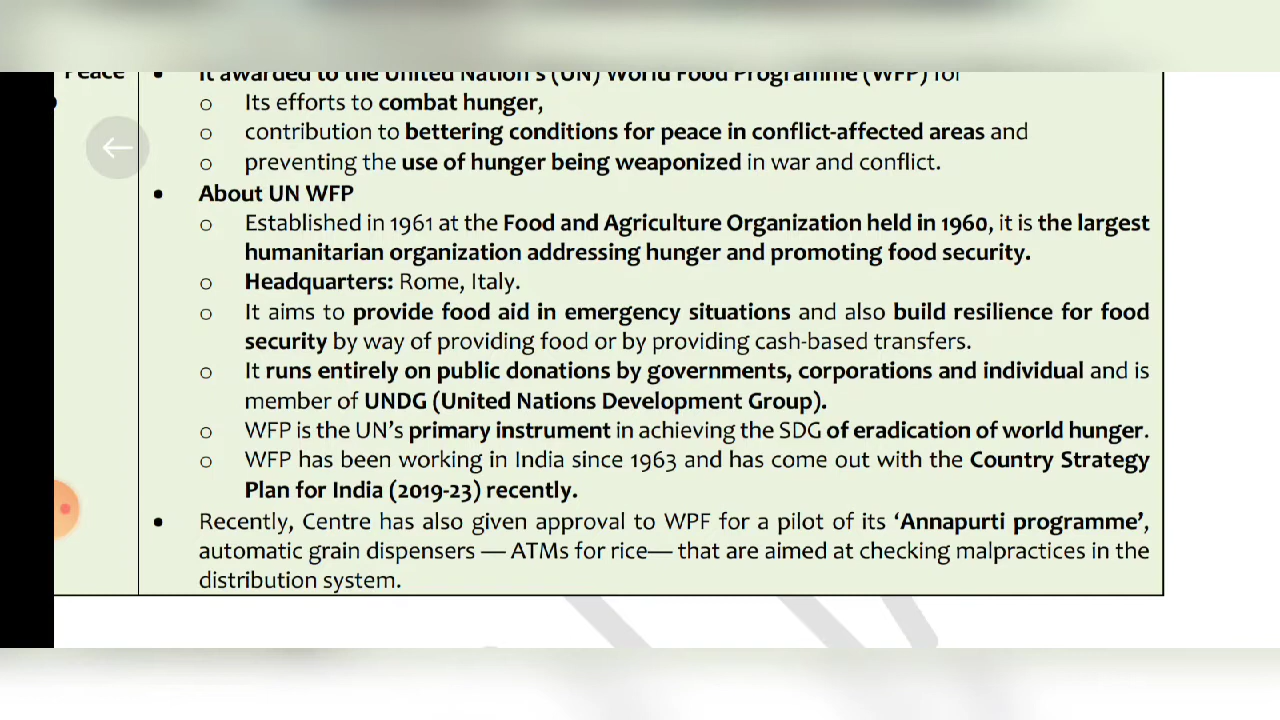 Peace
• It awarded to the United Nation's (UN) World Food Programme (WFP) for
o Its efforts to combat hunger,
o contribution to bettering conditions for peace in conflict-affected areas and
o preventing the use of hunger being weaponized in war and conflict.
• About UN WFP
o Established in 1961 at the Food and Agriculture Organization held in 1960, it is the largest
humanitarian organization addressing hunger and promoting food security.
o Headquarters: Rome, Italy.
o It aims to provide food aid in emergency situations and also build resilience for food
security by way of providing food or by providing cash-based transfers.
o It runs entirely on public donations by governments, corporations and individual and is
member of UNDG (United Nations Development Group).
o WFP is the UN's primary instrument in achieving the SDG of eradication of world hunger.
o WFP has been working in India since 1963 and has come out with the Country Strategy
Plan for India (2019-23) recently.
• Recently, Centre has also given approval to WPF for a pilot of its ‘Annapurti programme’,
automatic grain dispensers — ATMs for rice— that are aimed at checking malpractices in the
distribution system.